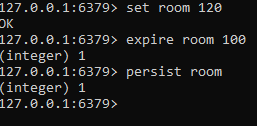 127.0.0.1:6379> set room 120
OK
127.0.0.1:6379> expire room 100
(integer) 1
127.0.0.1:6379> persist room
(integer) 1
127.0.0.1:6379>